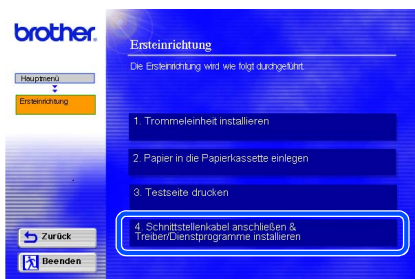 brother.
Hauptmenü
Ersteinrichtung
Ersteinrichtung
Die Ersteinrichtung wird wie folgt durchgeführt.
1. Trommeleinheit installieren
2. Papier in die Papierkassette einlegen
3. Testseite drucken
4. Schnittstellenkabel anschließen &
Treiber/Dienstprogramme installieren
Zurück
Beenden